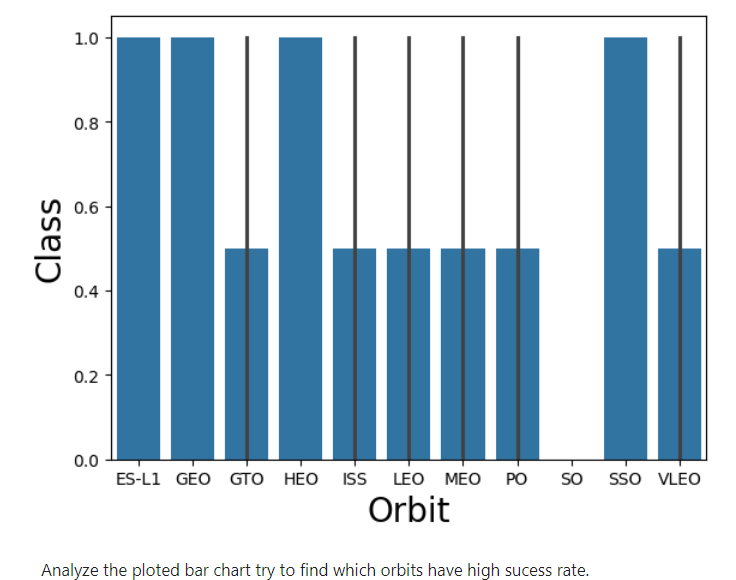 1.0
0.8
0.6
0.4
0.2
0.0
Class
ES-L1 GEO GTO HEO ISS LEO MEO PO SO SSO VLEO
Orbit
Analyze the ploted bar chart try to find which orbits have high sucess rate.